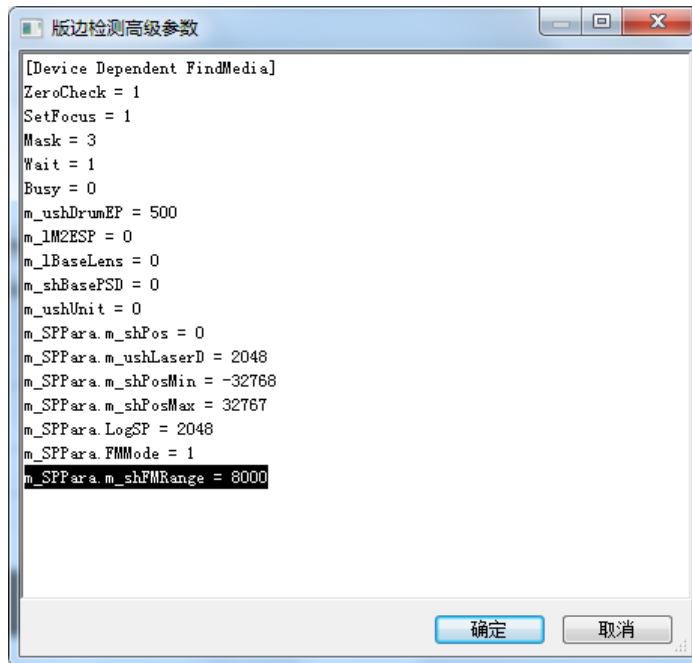 版边检测高级参数
[Device Dependent FindMedia]
ZeroCheck = 1
SetFocus = 1
Mask = 3
Wait = 1
Busy = 0
m_ushDrumEP = 500
m_lM2ESP = 0
m_lBaseLens = 0
m_shBasePSD = 0
m_ushUnit = 0
m_SPPara.m_shPos = 0
m_SPPara.m_ushLaserD = 2048
m_SPPara.m_shPosMin = -32768
m_SPPara.m_shPosMax = 32767
m_SPPara.LogSP = 2048
m_SPPara.FMMode = 1
m_SPPara.m_shFMRange = 8000
确定
取消